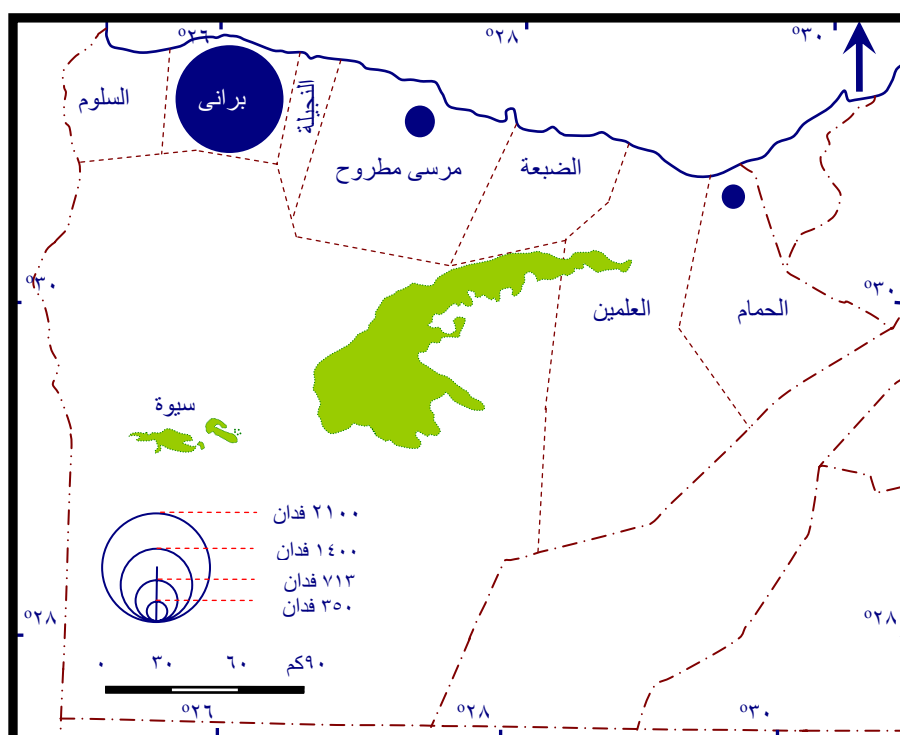 ٢٦°
٢٨°
٣٠°
السلوم
برانى
النجيلة
مرسى مطروح
الضبعة
٣٠°
٣٠°
العلمين
الحمام
سيوة
٢١٠٠ فدان
١٤٠٠ فدان
٧١٣ فدان
٣٥٠ فدان
٢٨°
٢٨°
٠ ٣٠ ٦٠ ٩٠كم
٢٦°
٢٨°
٣٠°